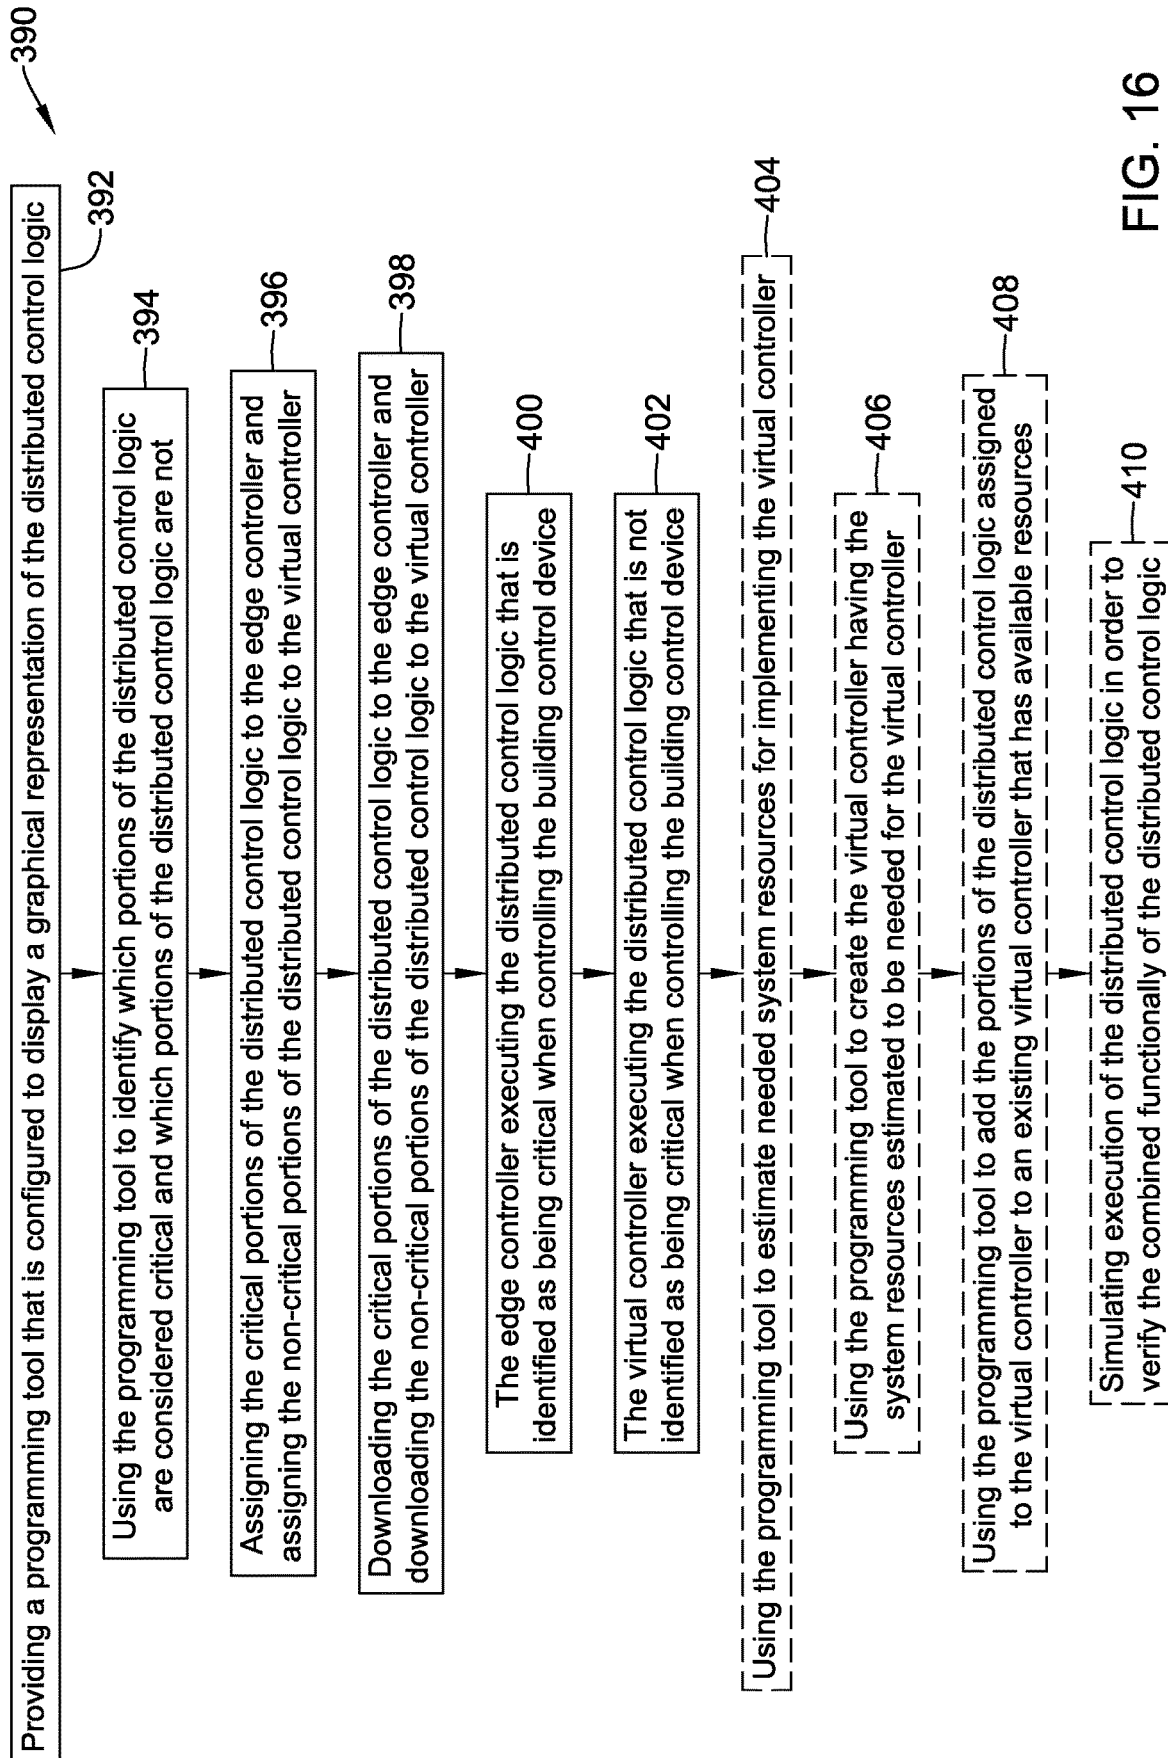 390
Providing a programming tool that is configured to display a graphical representation of the distributed control logic
392
Using the programming tool to identify which portions of the distributed control logic
are considered critical and which portions of the distributed control logic are not
394
Assigning the critical portions of the distributed control logic to the edge controller and
assigning the non-critical portions of the distributed control logic to the virtual controller
396
Downloading the critical portions of the distributed control logic to the edge controller and
downloading the non-critical portions of the distributed control logic to the virtual controller
398
The edge controller executing the distributed control logic that is
identified as being critical when controlling the building control device
400
The virtual controller executing the distributed control logic that is not
identified as being critical when controlling the building control device
402
Using the programming tool to estimate needed system resources for implementing the virtual controller
404
Using the programming tool to create the virtual controller having the
system resources estimated to be needed for the virtual controller
406
Using the programming tool to add the portions of the distributed control logic assigned
to the virtual controller to an existing virtual controller that has available resources
408
Simulating execution of the distributed control logic in order to
verify the combined functionally of the distributed control logic
410
FIG. 16